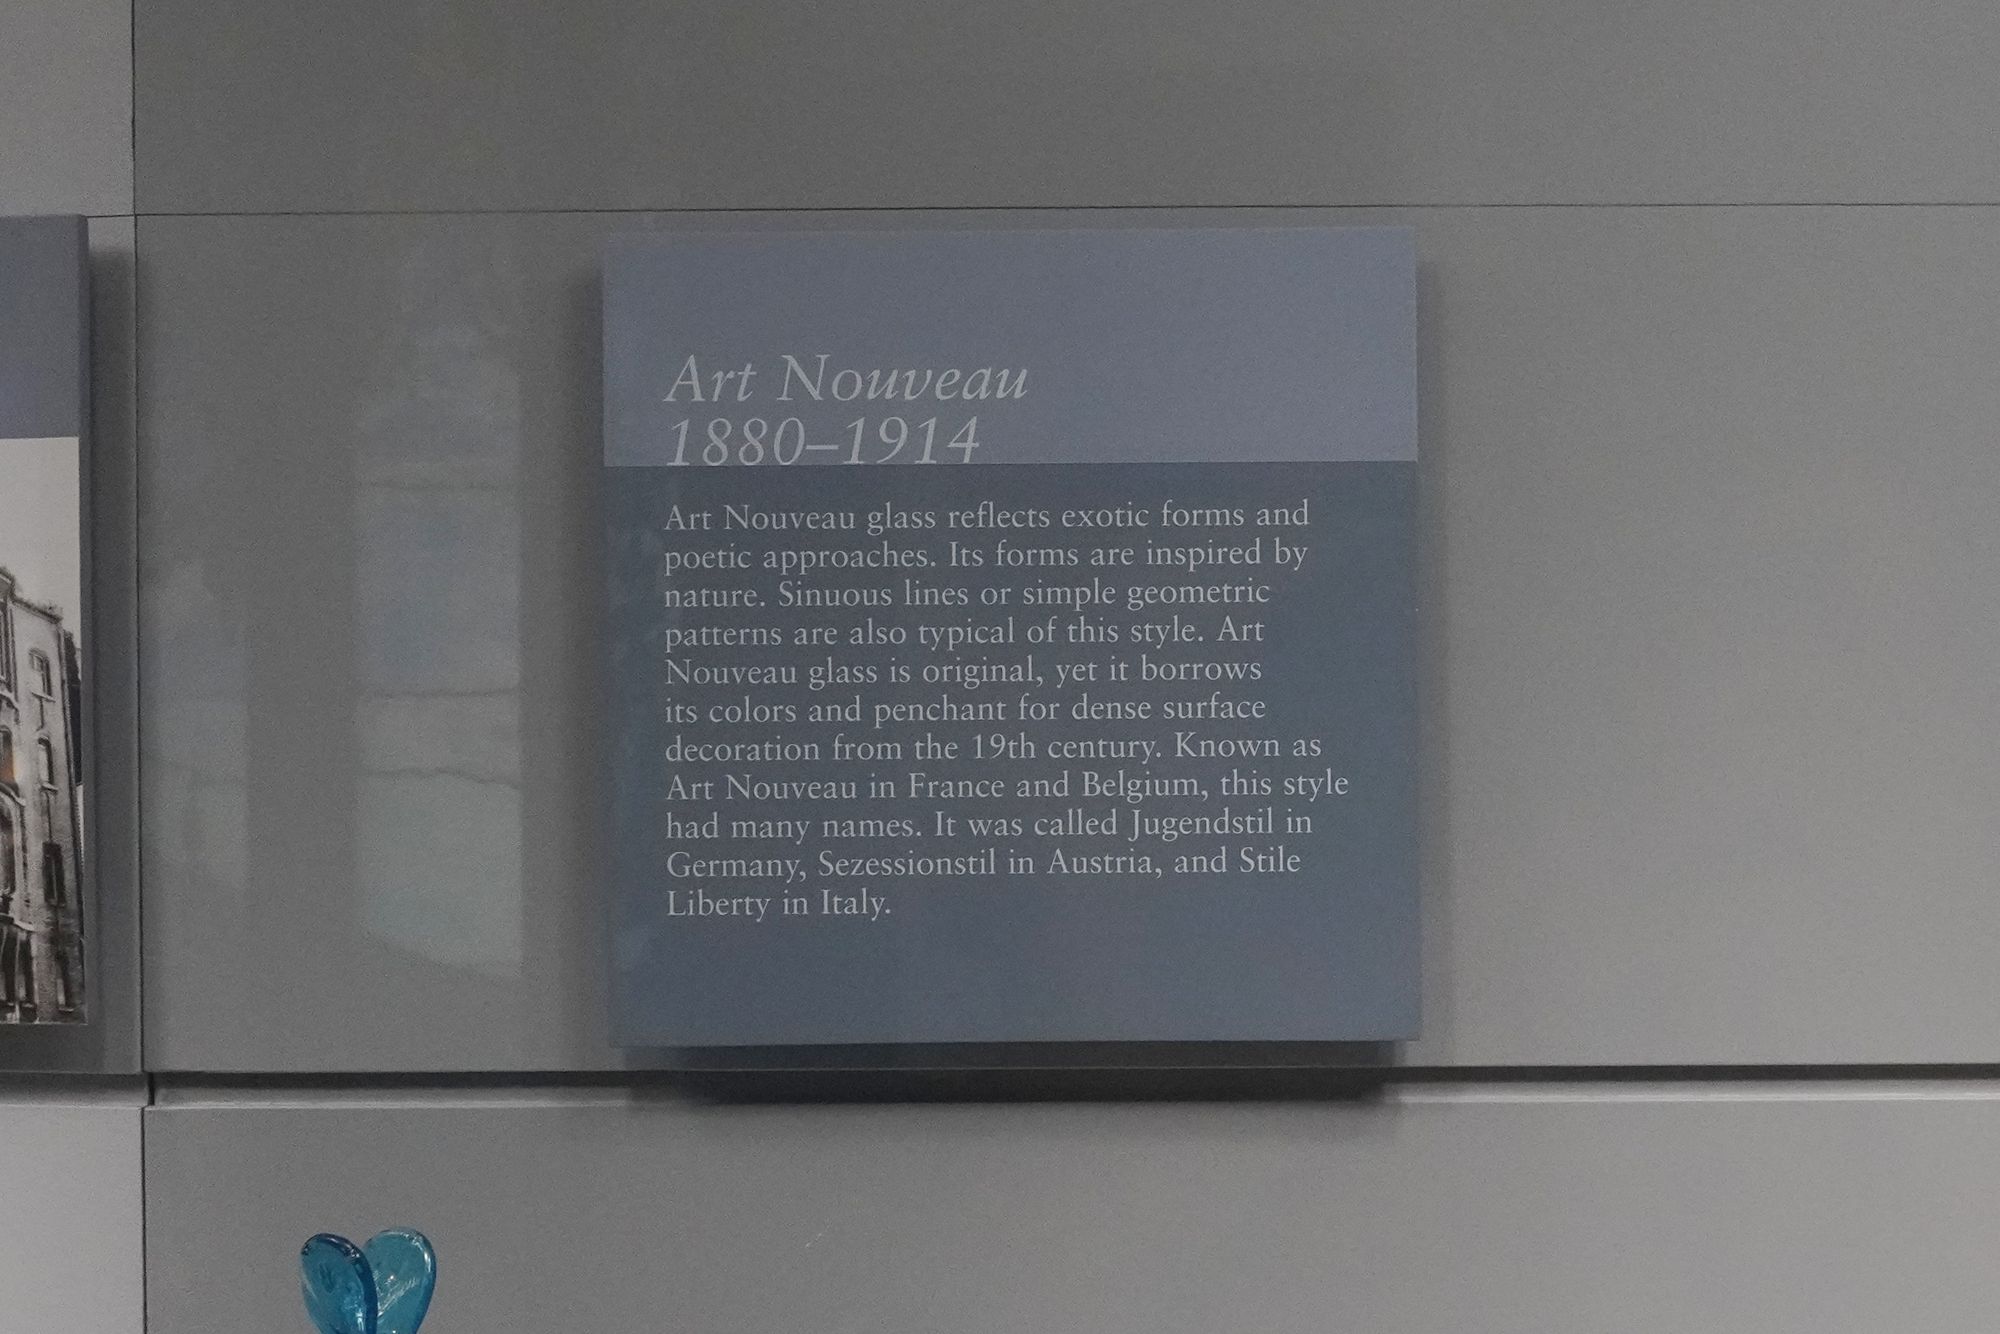 Art Nouveau
1880–1914
Art Nouveau glass reflects exotic forms and
poetic approaches. Its forms are inspired by
nature. Sinuous lines or simple geometric
patterns are also typical of this style. Art
Nouveau glass is original, yet it borrows
its colors and penchant for dense surface
decoration from the 19th century. Known as
Art Nouveau in France and Belgium, this style
had many names. It was called Jugendstil in
Germany, Sezessionstil in Austria, and Stile
Liberty in Italy.